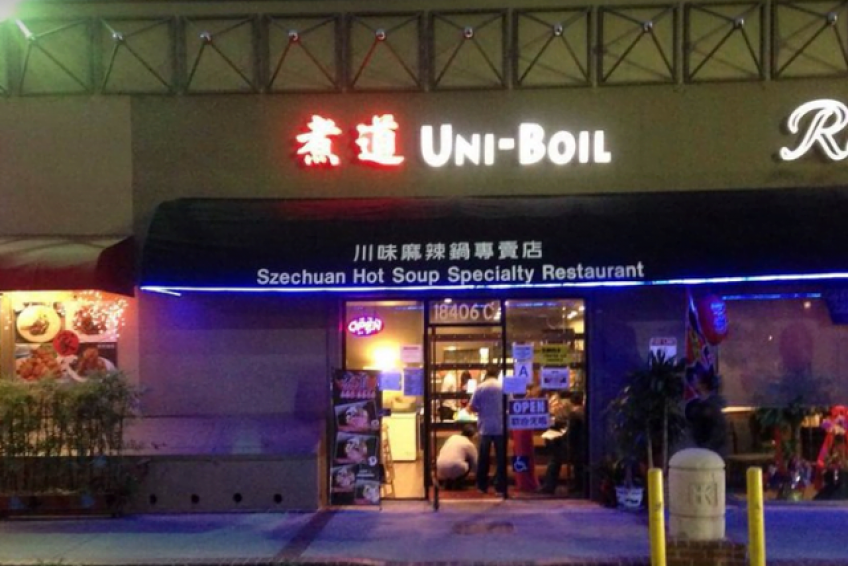 煮道 UNI-BOIL
川味麻辣鍋專賣店
Szechuan Hot Soup Specialty Restaurant
18406 C
OPEN
A
OPEN